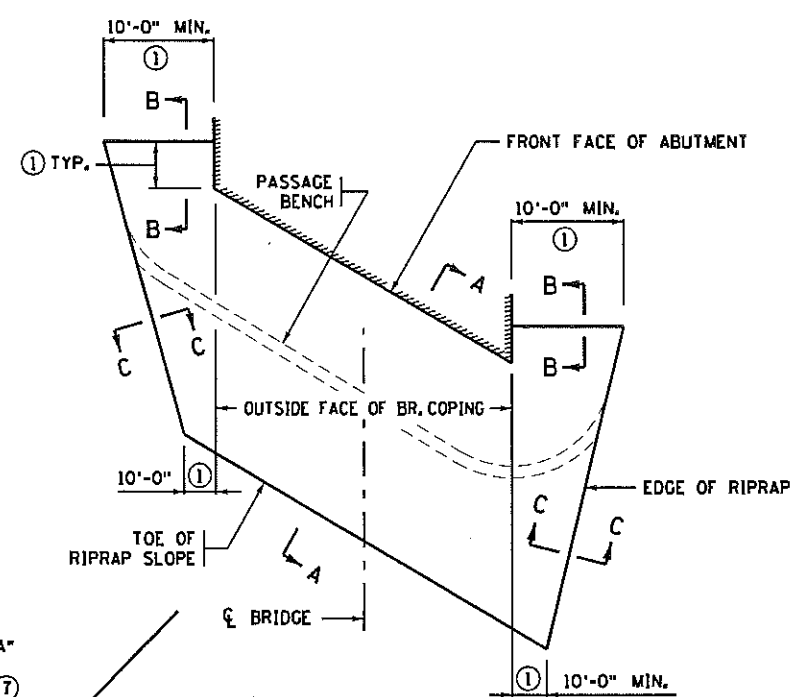 10'-0" MIN.
①
B
① TYP.
B
FRONT FACE OF ABUTMENT
PASSAGE
BENCH
10'-0" MIN.
①
A
B
B
C
C
OUTSIDE FACE OF BR. COPING
10'-0"
①
EDGE OF RIPRAP
C
C
TOE OF
RIPRAP SLOPE
A
℄ BRIDGE
A"
⑦
①
10'-0" MIN.